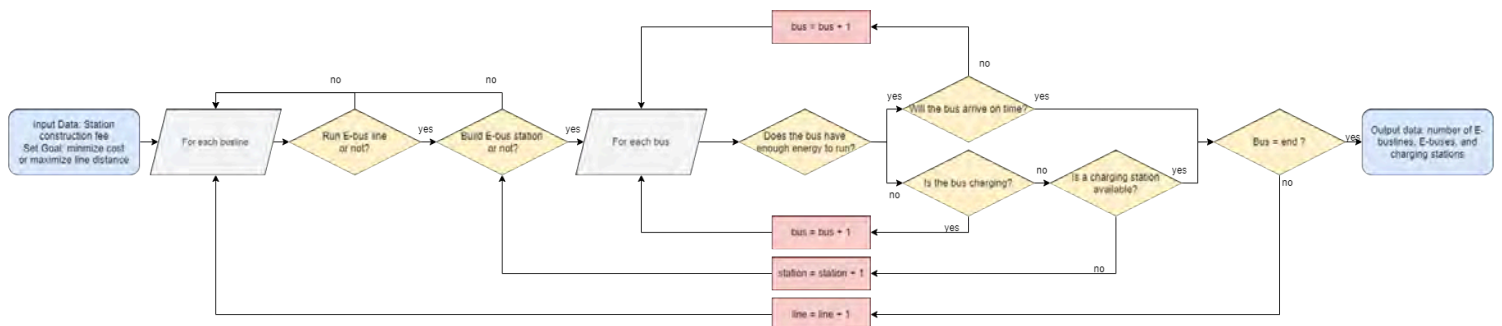 bus = bus + 1
no
no
no
Input Data: Station
construction fee
Set Goal: minimize cost
or maximize line distance
For each busline
Run E-bus line
or not?
yes
Build E-bus station
or not?
yes
For each bus
Does the bus have
enough energy to run?
yes
Will the bus arrive on time?
yes
Bus = end ?
yes
Output data: number of E-
buslines, E-buses, and
charging stations
no
Is the bus charging?
no
Is a charging station
available?
yes
no
bus = bus + 1
yes
station = station + 1
no
line = line + 1